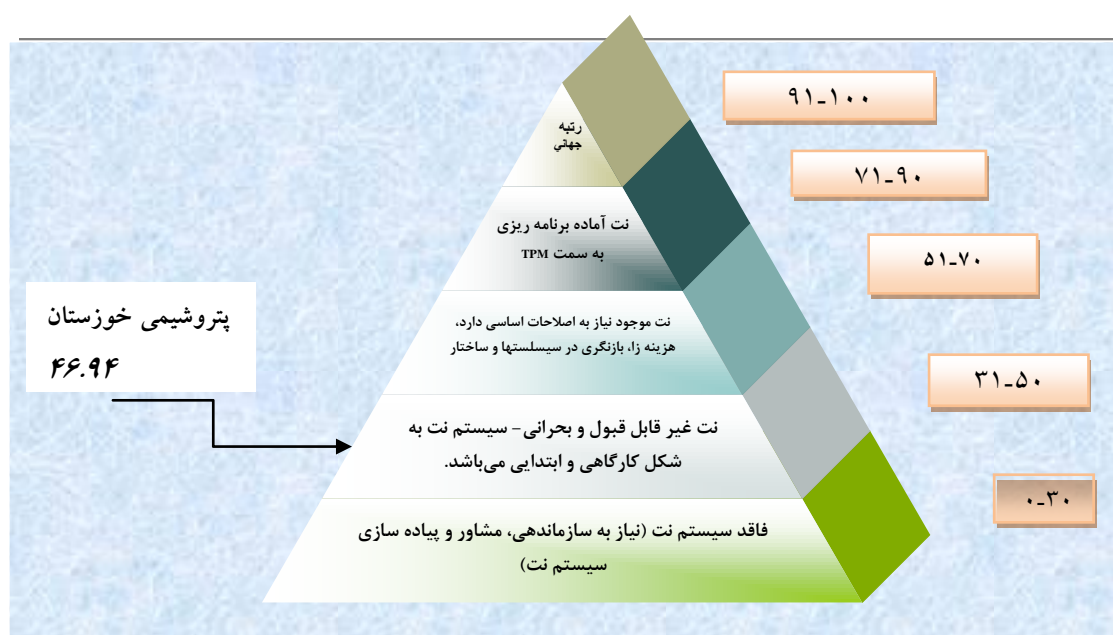 ۹۱-۱۰۰
رتبه
جهاني
۷۱-۹۰
نت آماده برنامه ریزی
به سمت TPM
۵۱-۷۰
پتروشیمی خوزستان
۴۶.۹۴
نت موجود نیاز به اصلاحات اساسی دارد،
هزینه زا، بازنگری در سیسلستها و ساختار
۳۱-۵۰
نت غیر قابل قبول و بحرانی- سیستم نت به
شکل کارگاهی و ابتدایی می‌باشد.
۰-۳۰
فاقد سیستم نت (نیاز به سازماندهی، مشاور و پیاده سازی
سیستم نت)